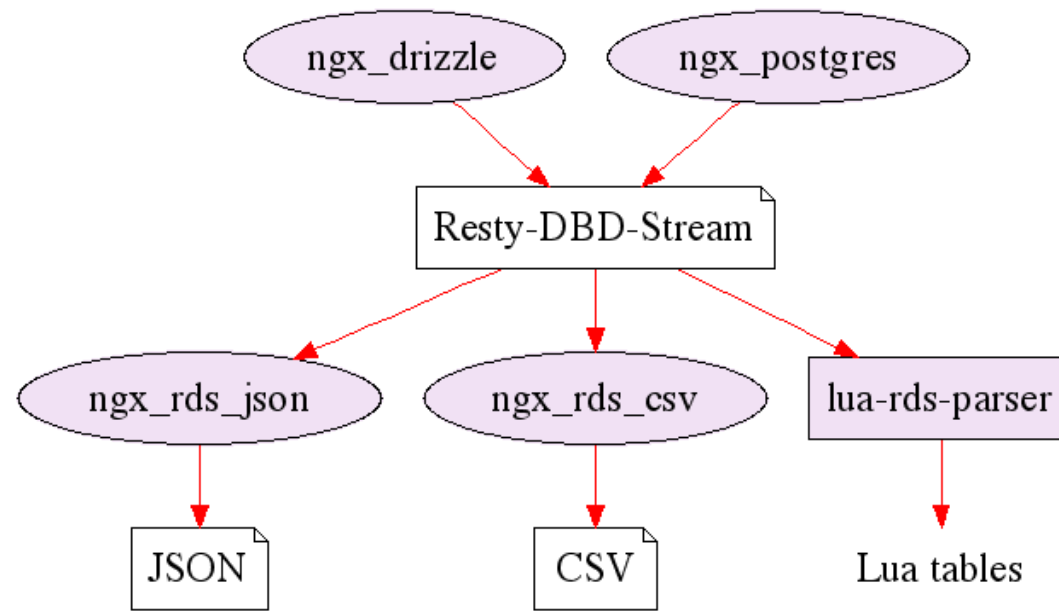 ngx_drizzle
ngx_postgres
Resty-DBD-Stream
ngx_rds_json
ngx_rds_csv
lua-rds-parser
JSON
CSV
Lua tables